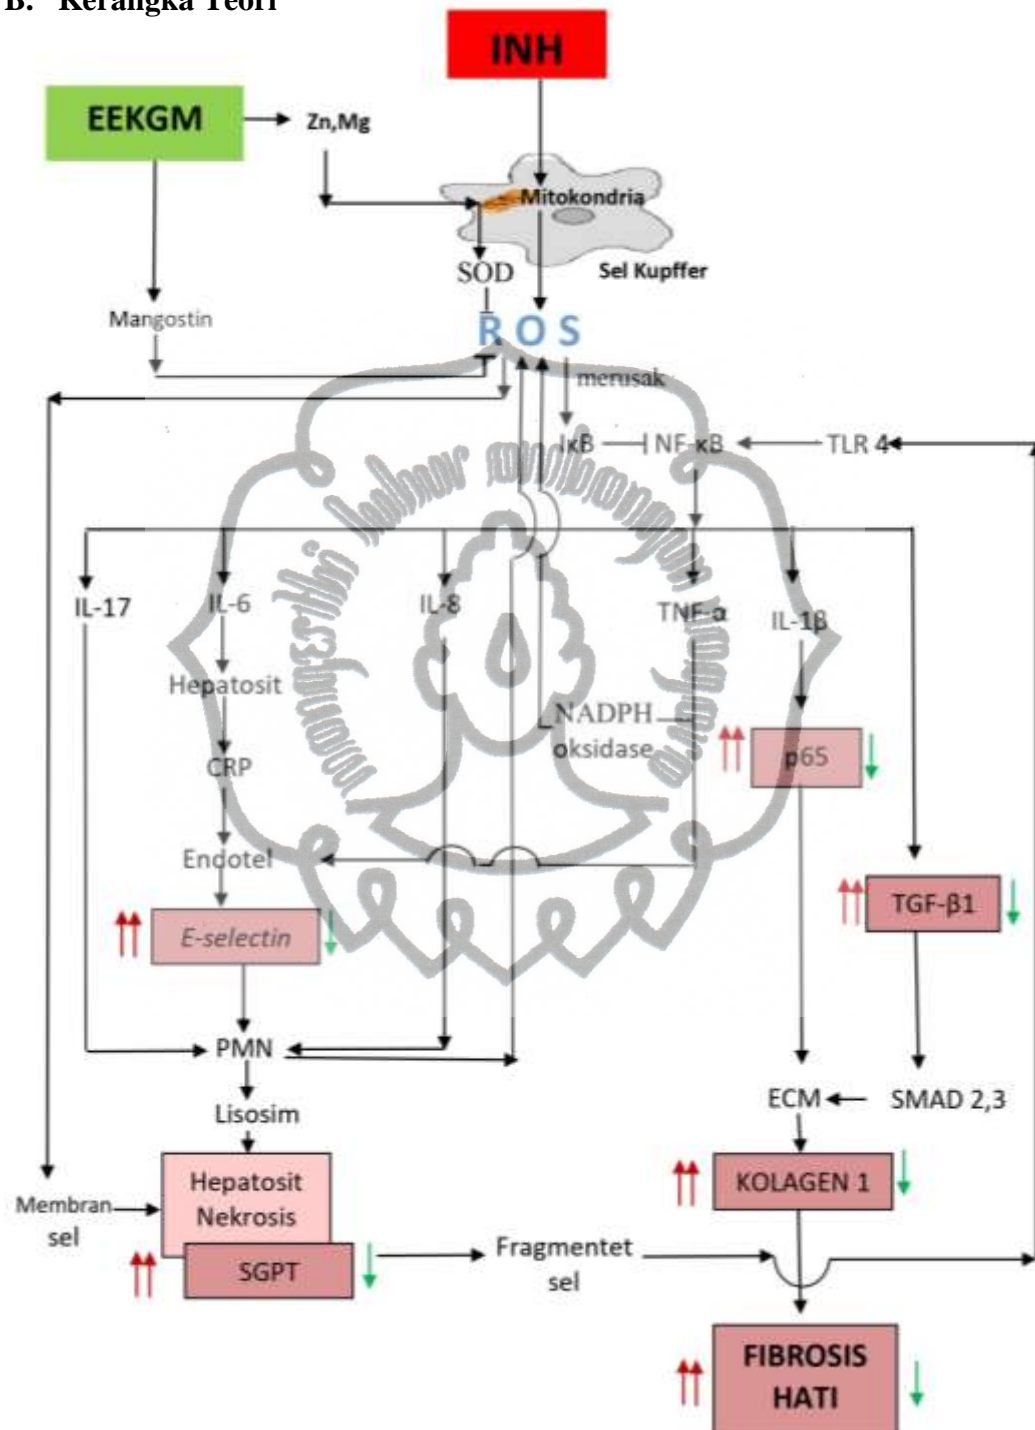 B. Kerangka Teori
INH
EEKGM
Zn,Mg
Mitokondria
SOD
Sel Kupffer
Mangostin
R O S
merusak
IκB
NF-κB
TLR 4
IL-17
IL-6
IL-8
TNF-α
IL-1β
Hepatosit
NADPH
oksidase
p65
CRP
Endotel
TGF-β1
E-selectin
PMN
ECM
SMAD 2,3
Lisosim
Hepatosit
Nekrosis
KOLAGEN 1
Membran
sel
SGPT
Fragmentet
sel
FIBROSIS
HATI